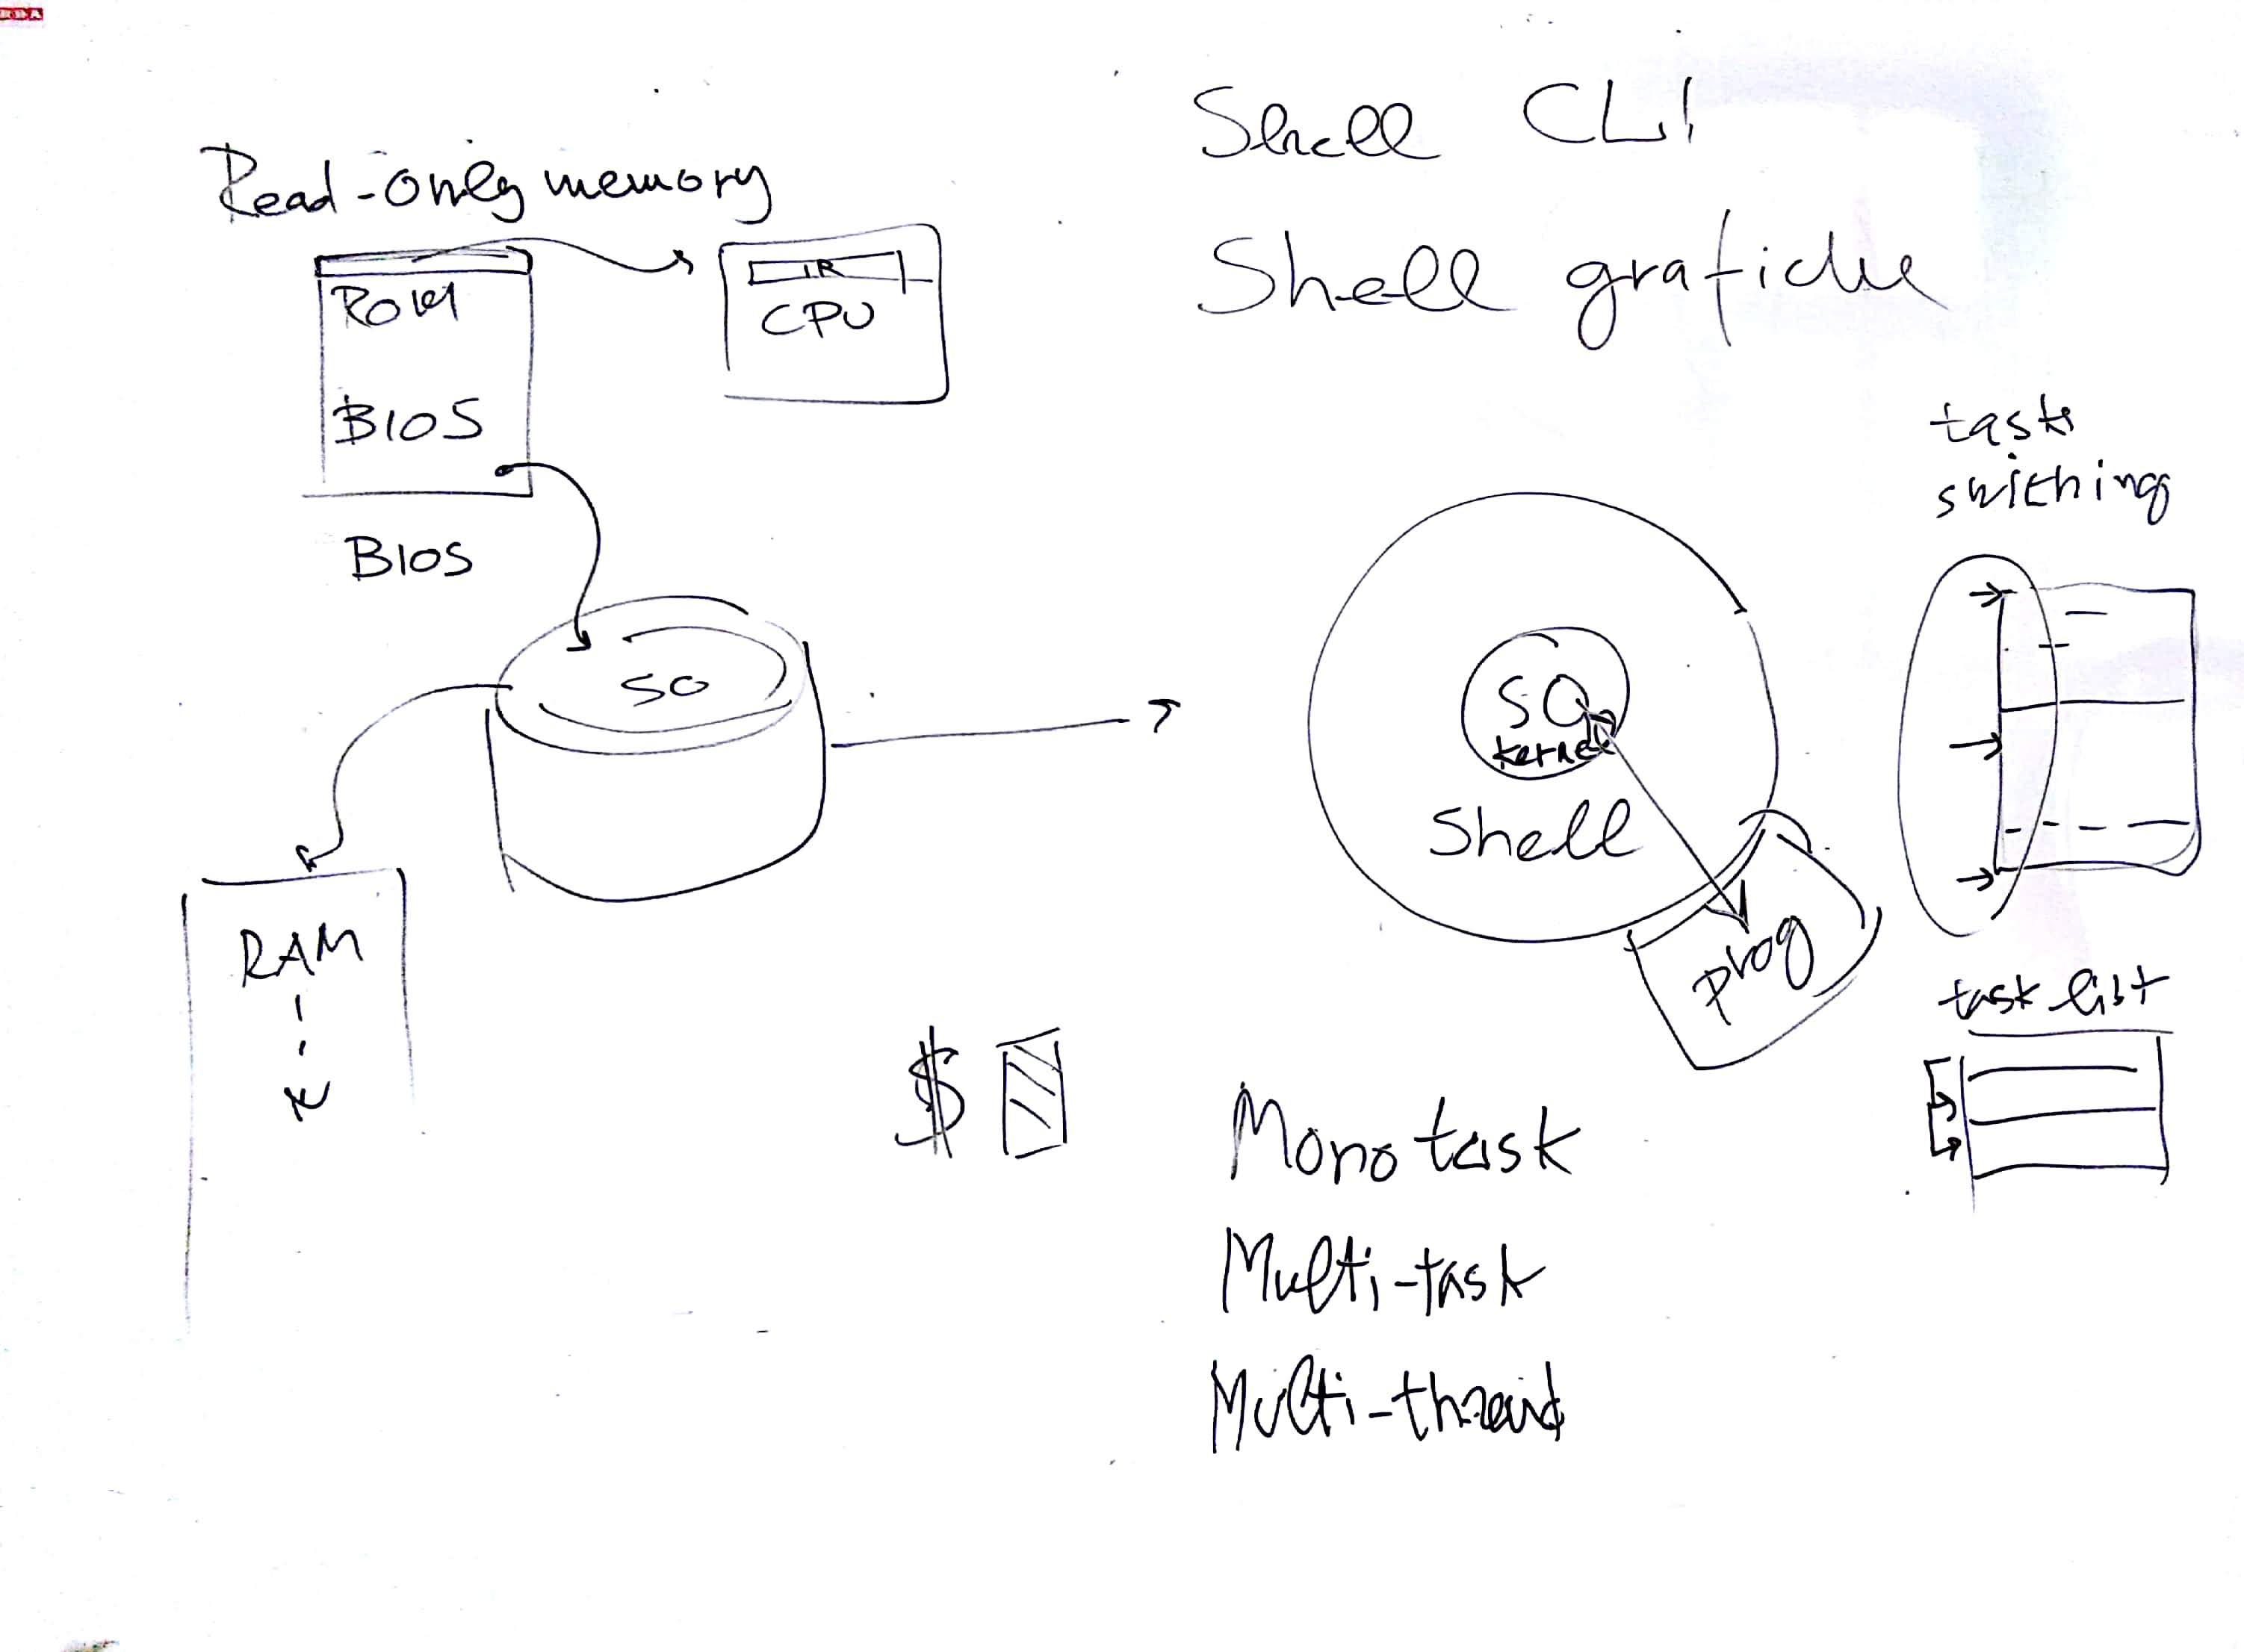 Read-only memory
IR
ROM
CPU
BIOS
BIOS
SO
RAM
$
Shell CLI
Shell grafiche
task
swithing
SO
kernel
Shell
prog
task list
Mono task
Multi-task
Multi-thread